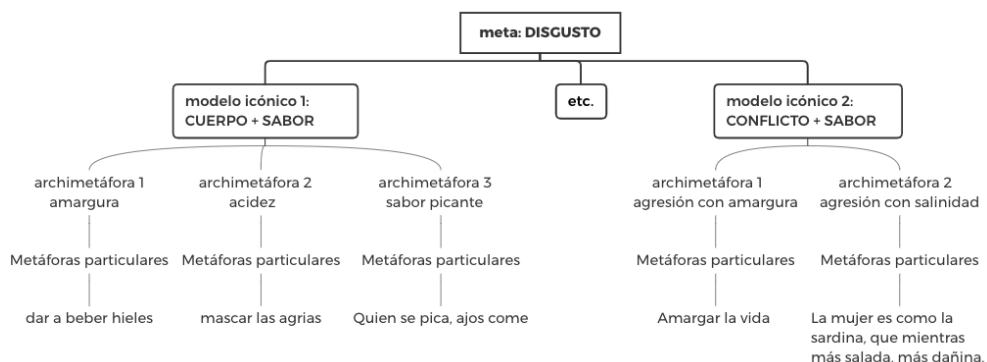 meta: DISGUSTO
modelo icónico 1:
CUERPO + SABOR
etc.
modelo icónico 2:
CONFLICTO + SABOR
archimetáfora 1
amargura
archimetáfora 2
acidez
archimetáfora 3
sabor picante
archimetáfora 1
agresión con amargura
archimetáfora 2
agresión con salinidad
Metáforas particulares
Metáforas particulares
Metáforas particulares
Metáforas particulares
Metáforas particulares
dar a beber hieles
mascar las agrias
Quien se pica, ajos come
Amargar la vida
La mujer es como la
sardina, que mientras
más salada, más dañina.